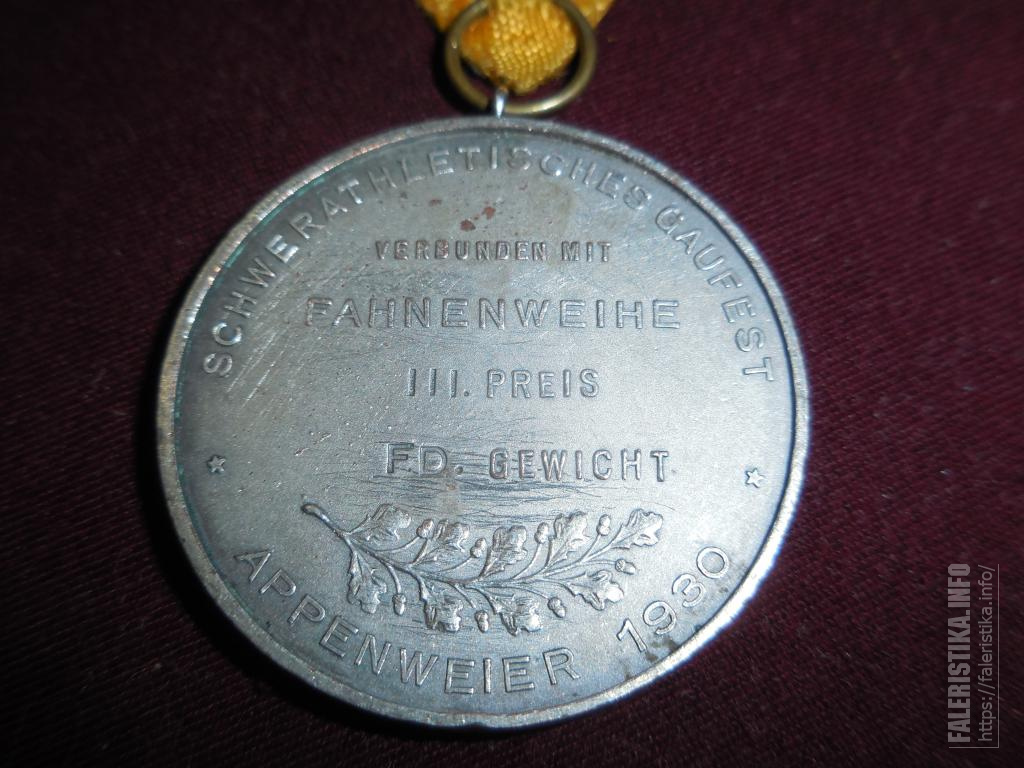 SCHWERATHLETISCHES GAUFEST
VERBUNDEN MIT
FAHNENWEIHE
III. PREIS
FD. GEWICHT
APPENWEIER 1930
FALERISTIKA.INFO
https://faleristika.info/